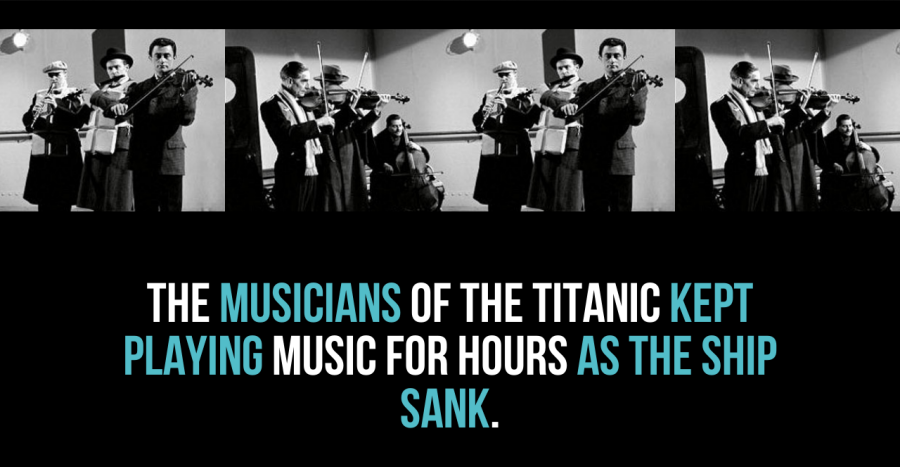 THE MUSICIANS OF THE TITANIC KEPT
PLAYING MUSIC FOR HOURS AS THE SHIP
SANK.